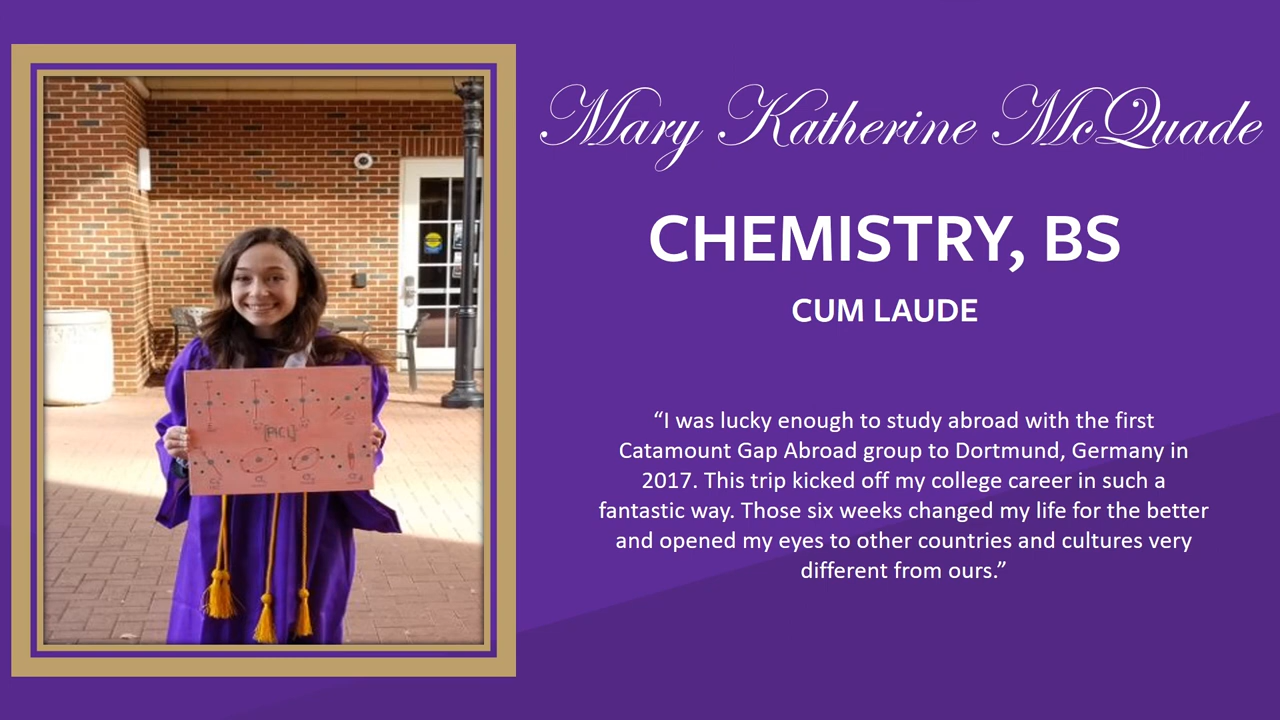 Mary Katherine McQuade
CHEMISTRY, BS
CUM LAUDE
“I was lucky enough to study abroad with the first
Catamount Gap Abroad group to Dortmund, Germany in
2017. This trip kicked off my college career in such a
fantastic way. Those six weeks changed my life for the better
and opened my eyes to other countries and cultures very
different from ours.”